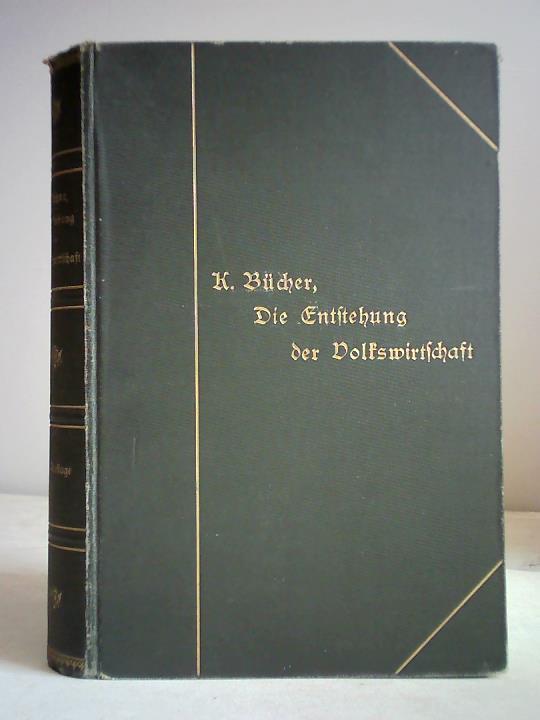 K. Bücher,
Die Entstehung
der Volkswirtschaft